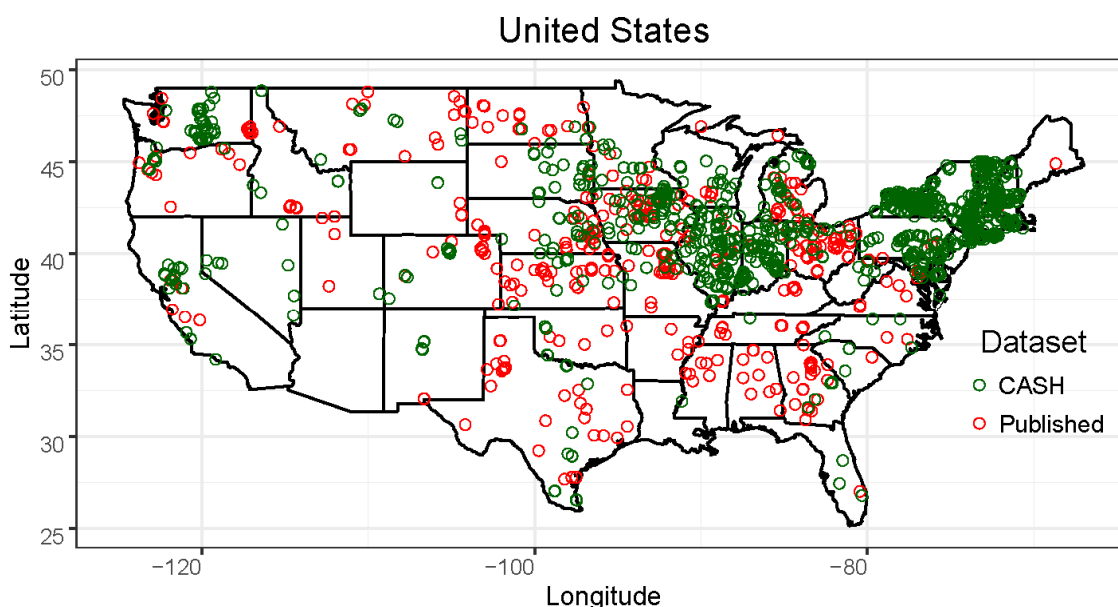 United States
50
45
40
35
30
25
Latitude
−120
−100
−80
Longitude
Dataset
CASH
Published